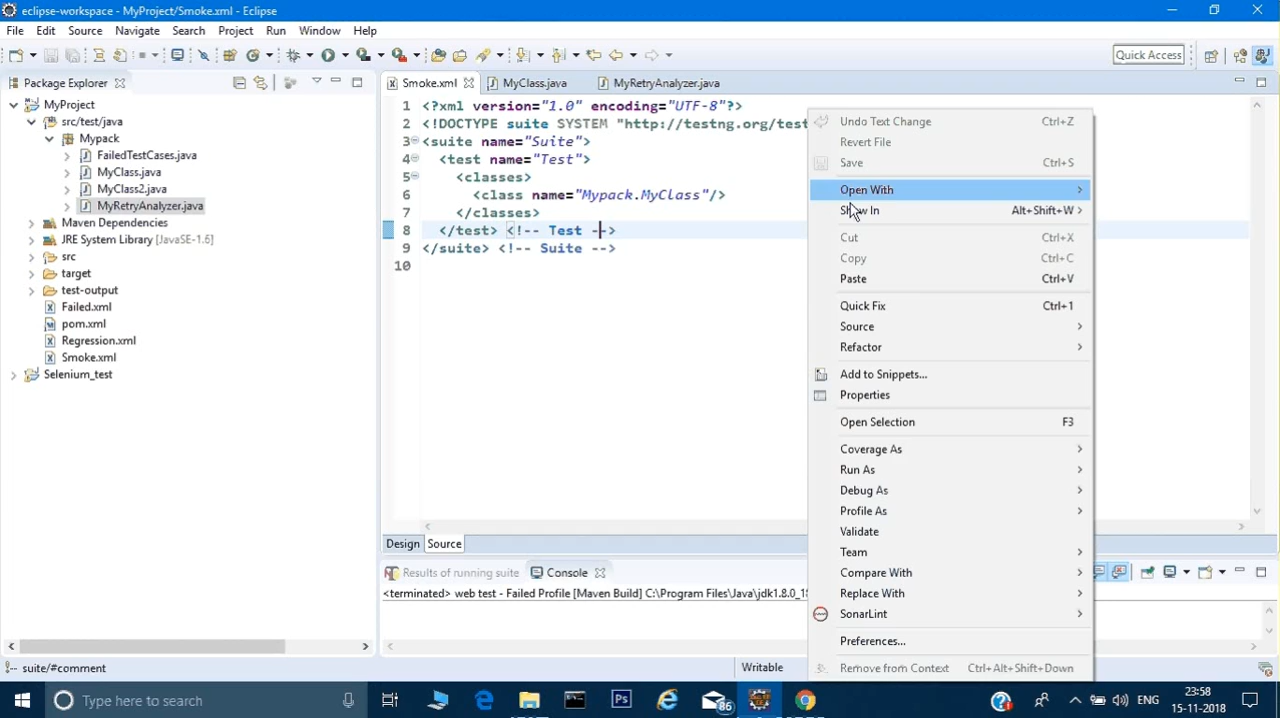 eclipse-workspace - MyProject/Smoke.xml - Eclipse
File Edit Source Navigate Search Project Run Window Help
Quick Access
Package Explorer
Smoke.xml MyClass.java MyRetryAnalyzer.java
MyProject
src/test/java
Mypack
FailedTestCases.java
MyClass.java
MyClass2.java
MyRetryAnalyzer.java
Maven Dependencies
JRE System Library [JavaSE-1.6]
src
target
test-output
Failed.xml
pom.xml
Regression.xml
Smoke.xml
Selenium_test
1 <?xml version="1.0" encoding="UTF-8"?>
2 <!DOCTYPE suite SYSTEM "http://testng.org/test
3 <suite name="Suite">
4 <test name="Test">
5 <classes>
6 <class name="Mypack.MyClass"/>
7 </classes>
8 </test> <!-- Test -->
9 </suite> <!-- Suite -->
10
Undo Text Change Ctrl+Z
Revert File
Save Ctrl+S
Open With
Show In Alt+Shift+W
Cut Ctrl+X
Copy Ctrl+C
Paste Ctrl+V
Quick Fix Ctrl+1
Source
Refactor
Add to Snippets...
Properties
Open Selection F3
Coverage As
Run As
Debug As
Profile As
Validate
Team
Compare With
Replace With
SonarLint
Preferences...
Remove from Context Ctrl+Alt+Shift+Down
Design Source
Results of running suite Console
<terminated> web test - Failed Profile [Maven Build] C:\Program Files\Java\jdk1.8.0_18
suite/#comment Writable
Type here to search
Ps
86
ENG
23:58
15-11-2018